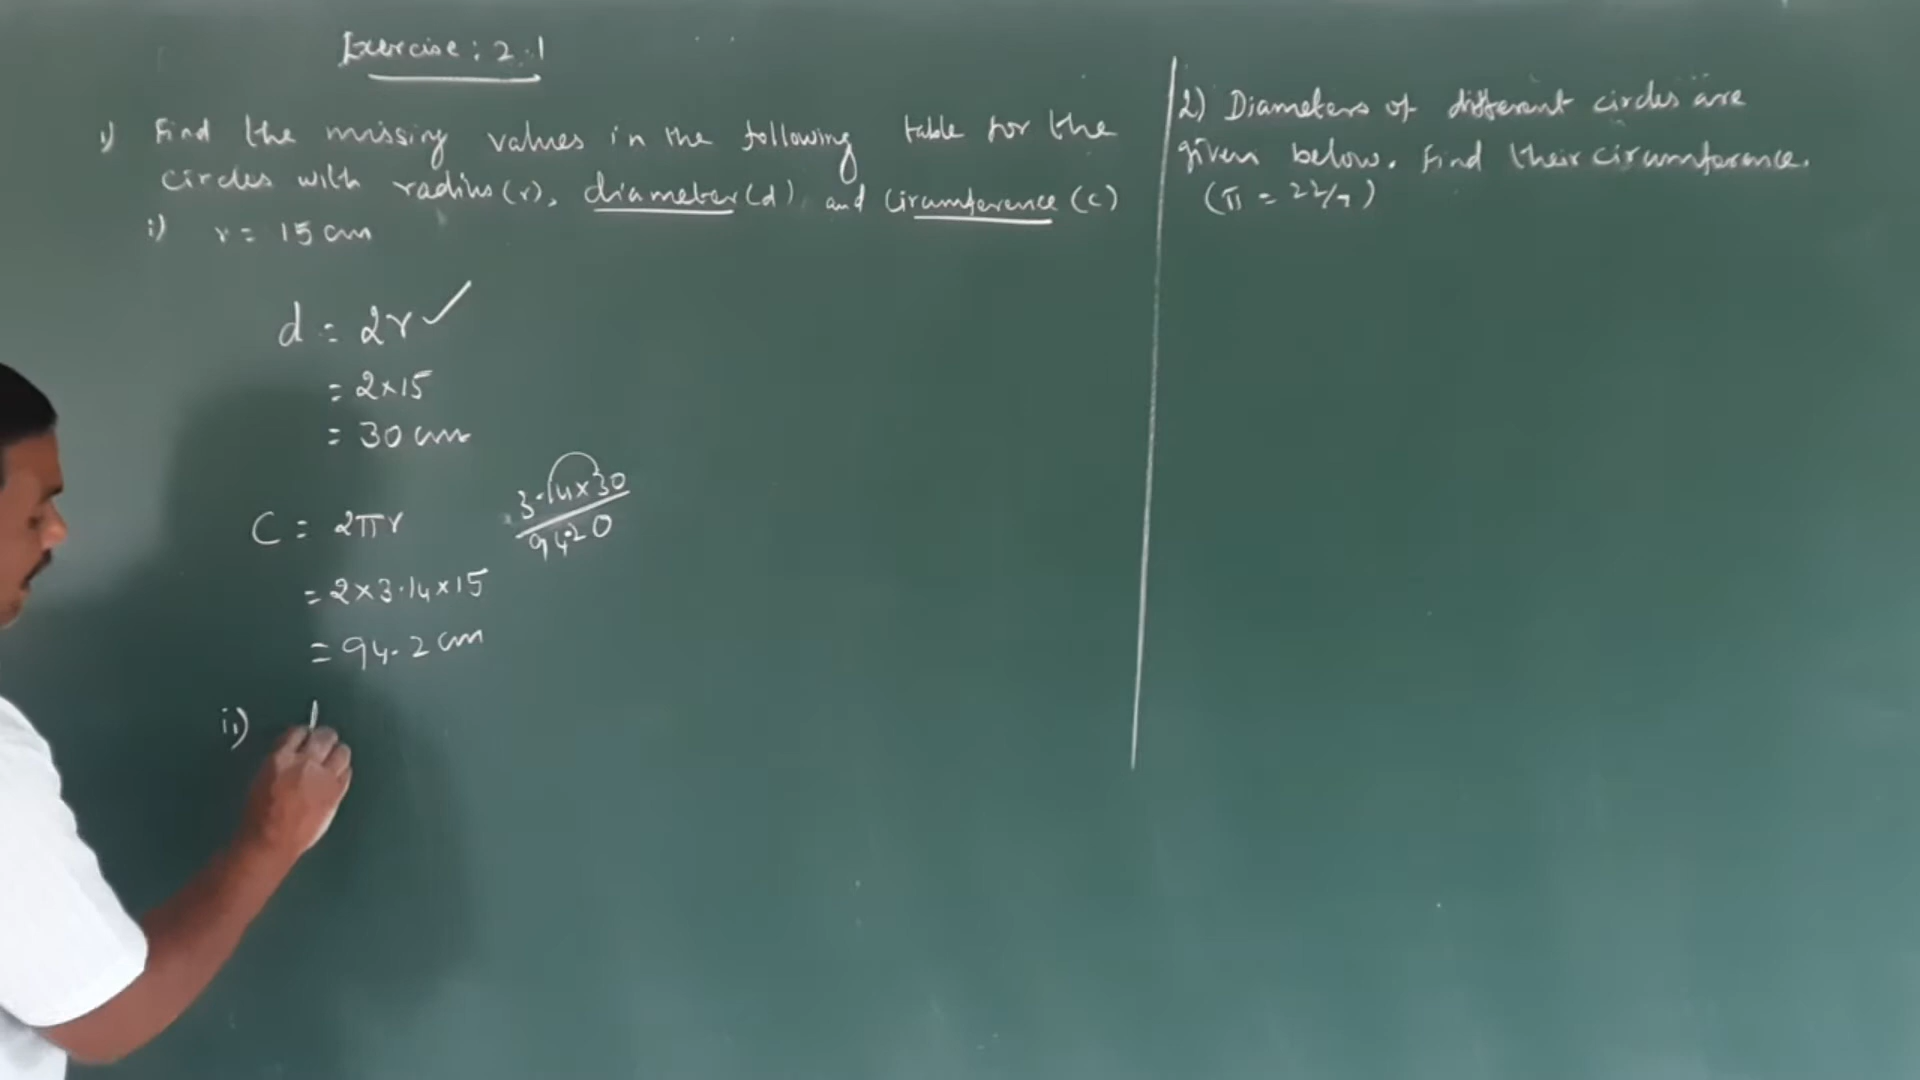 Exercise: 2.1
1) Find the missing values in the following table for the
circles with radius (r), diameter (d) and circumference (c)
i) r = 15 cm
d = 2r ✓
= 2×15
= 30 cm
C = 2πr
= 2×3.14×15
= 94.2 cm
3.14×30
94.20
ii)
2) Diameters of different circles are
given below. Find their circumference.
(π = 22/7)